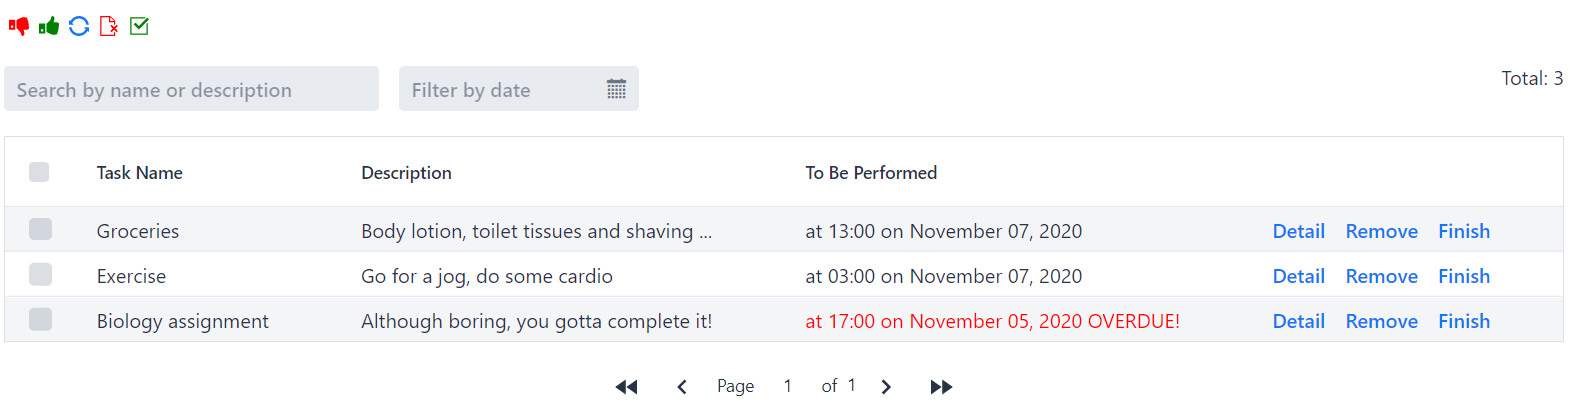 Search by name or description Filter by date Total: 3
Task Name Description To Be Performed
Groceries Body lotion, toilet tissues and shaving ... at 13:00 on November 07, 2020 Detail Remove Finish
Exercise Go for a jog, do some cardio at 03:00 on November 07, 2020 Detail Remove Finish
Biology assignment Although boring, you gotta complete it! at 17:00 on November 05, 2020 OVERDUE! Detail Remove Finish
Page 1 of 1